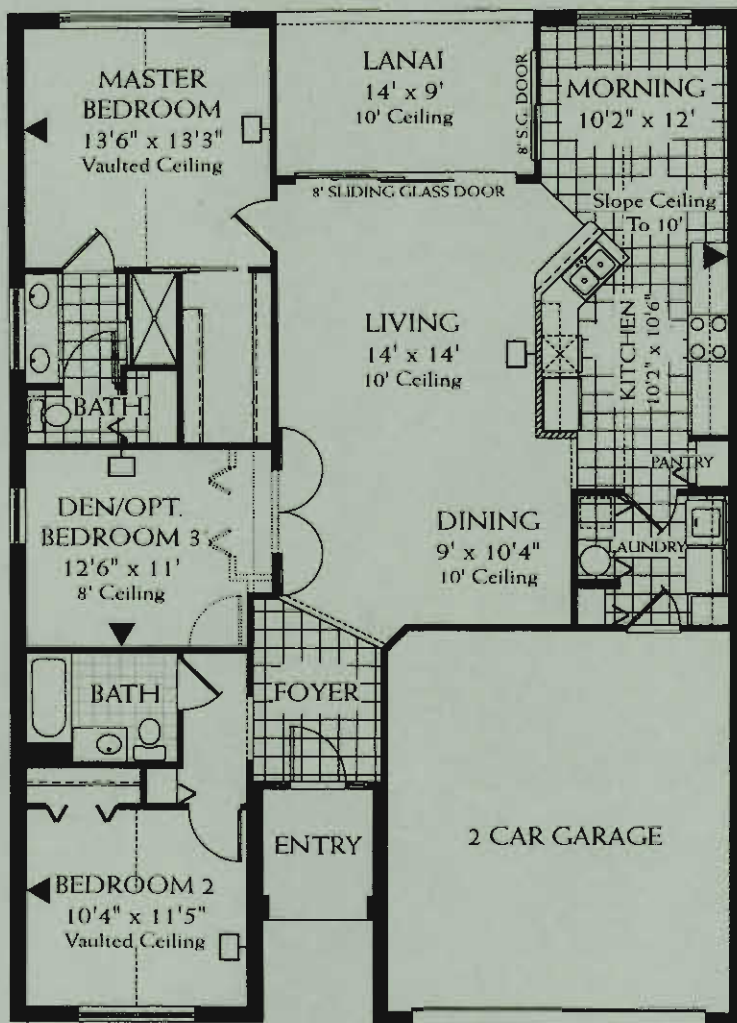 MASTER
BEDROOM
13'6" x 13'3"
Vaulted Ceiling
LANAI
14' x 9'
10' Ceiling
8' S.G. DOOR
MORNING
10'2" x 12'
8' SLIDING GLASS DOOR
Slope Ceiling
To 10'
LIVING
14' x 14'
10' Ceiling
KITCHEN
10'2" x 10'6"
BATH
PANTRY
DEN/OPT.
BEDROOM 3
12'6" x 11'
8' Ceiling
DINING
9' x 10'4"
10' Ceiling
LAUNDRY
BATH
FOYER
ENTRY
2 CAR GARAGE
BEDROOM 2
10'4" x 11'5"
Vaulted Ceiling